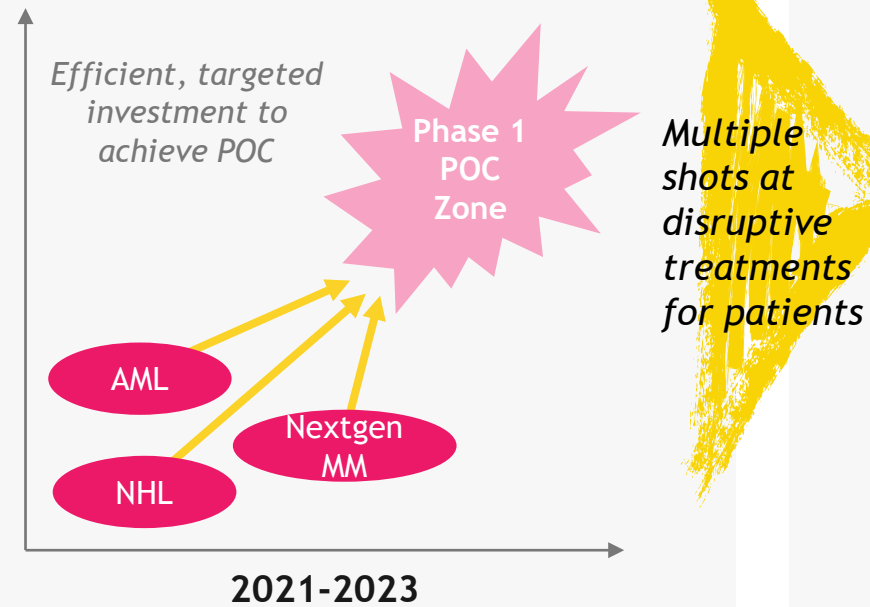 Efficient, targeted
investment to
achieve POC
Phase 1
POC
Zone
Multiple
shots at
disruptive
treatments
for patients
AML
Nextgen
MM
NHL
2021-2023